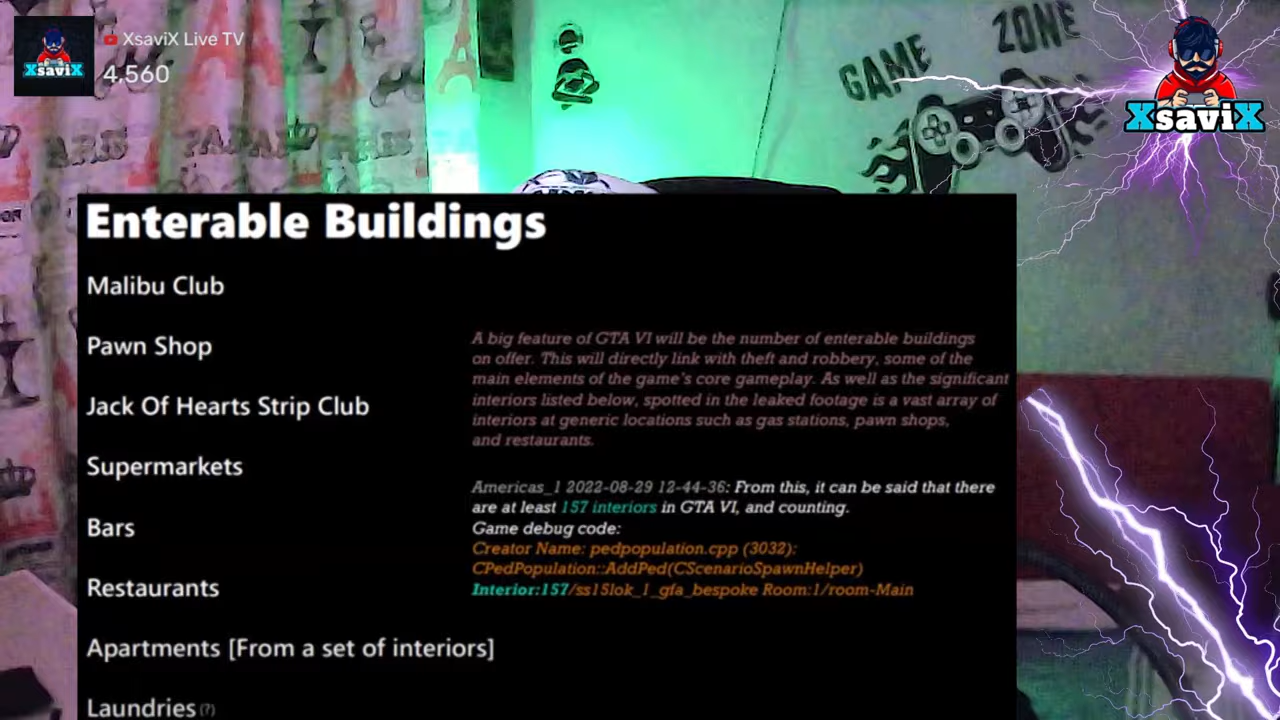 XsaviX Live TV
4,560
XsaviX
GAME ZONE
XsaviX
PARIS
Enterable Buildings
Malibu Club
Pawn Shop
Jack Of Hearts Strip Club
Supermarkets
Bars
Restaurants
Apartments [From a set of interiors]
Laundries (?)
A big feature of GTA VI will be the number of enterable buildings
on offer. This will directly link with theft and robbery, some of the
main elements of the game's core gameplay. As well as the significant
interiors listed below, spotted in the leaked footage is a vast array of
interiors at generic locations such as gas stations, pawn shops,
and restaurants.
Americas_1 2022-08-29 12-44-36: From this, it can be said that there
are at least 157 interiors in GTA VI, and counting.
Game debug code:
Creator Name: pedpopulation.cpp (3032):
CPedPopulation::AddPed(CScenarioSpawnHelper)
Interior:157/ss15lok_1_gfa_bespoke Room:1/room-Main